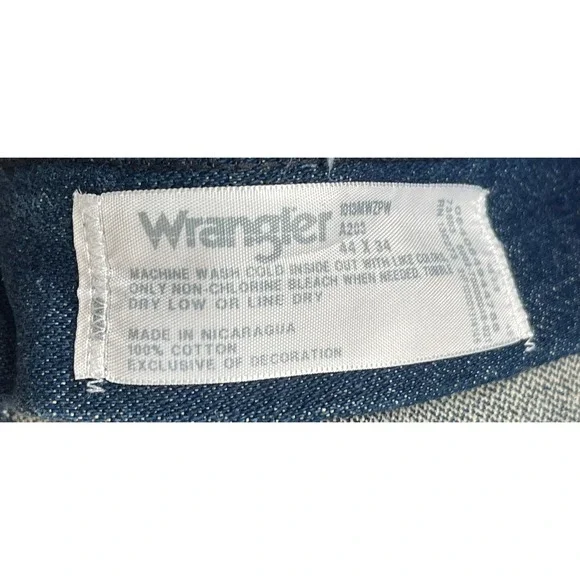 Wrangler
1013MWZPW
A203
44 X 34
MACHINE WASH COLD INSIDE OUT WITH LIKE COLORS.
ONLY NON-CHLORINE BLEACH WHEN NEEDED. TUMBLE
DRY LOW OR LINE DRY
MADE IN NICARAGUA
100% COTTON
EXCLUSIVE OF DECORATION